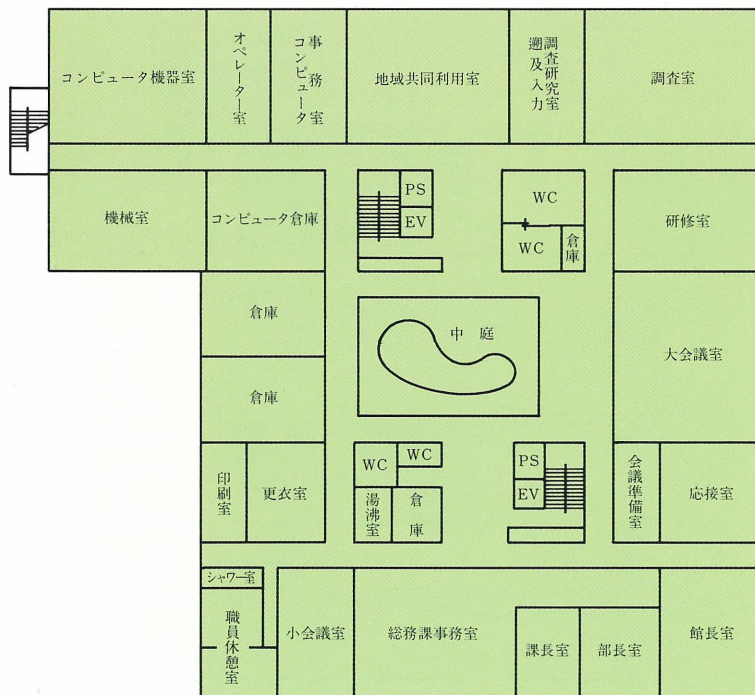 コンピュータ機器室
オペレーター室
事務
コンピュータ室
地域共同利用室
調査研究室
遡及入力
調査室
機械室
コンピュータ倉庫
PS
EV
WC
WC
倉庫
研修室
倉庫
中庭
大会議室
倉庫
印刷室
更衣室
WC
WC
湯沸室
倉庫
PS
EV
会議準備室
応接室
シャワー室
職員休憩室
小会議室
総務課事務室
課長室
部長室
館長室